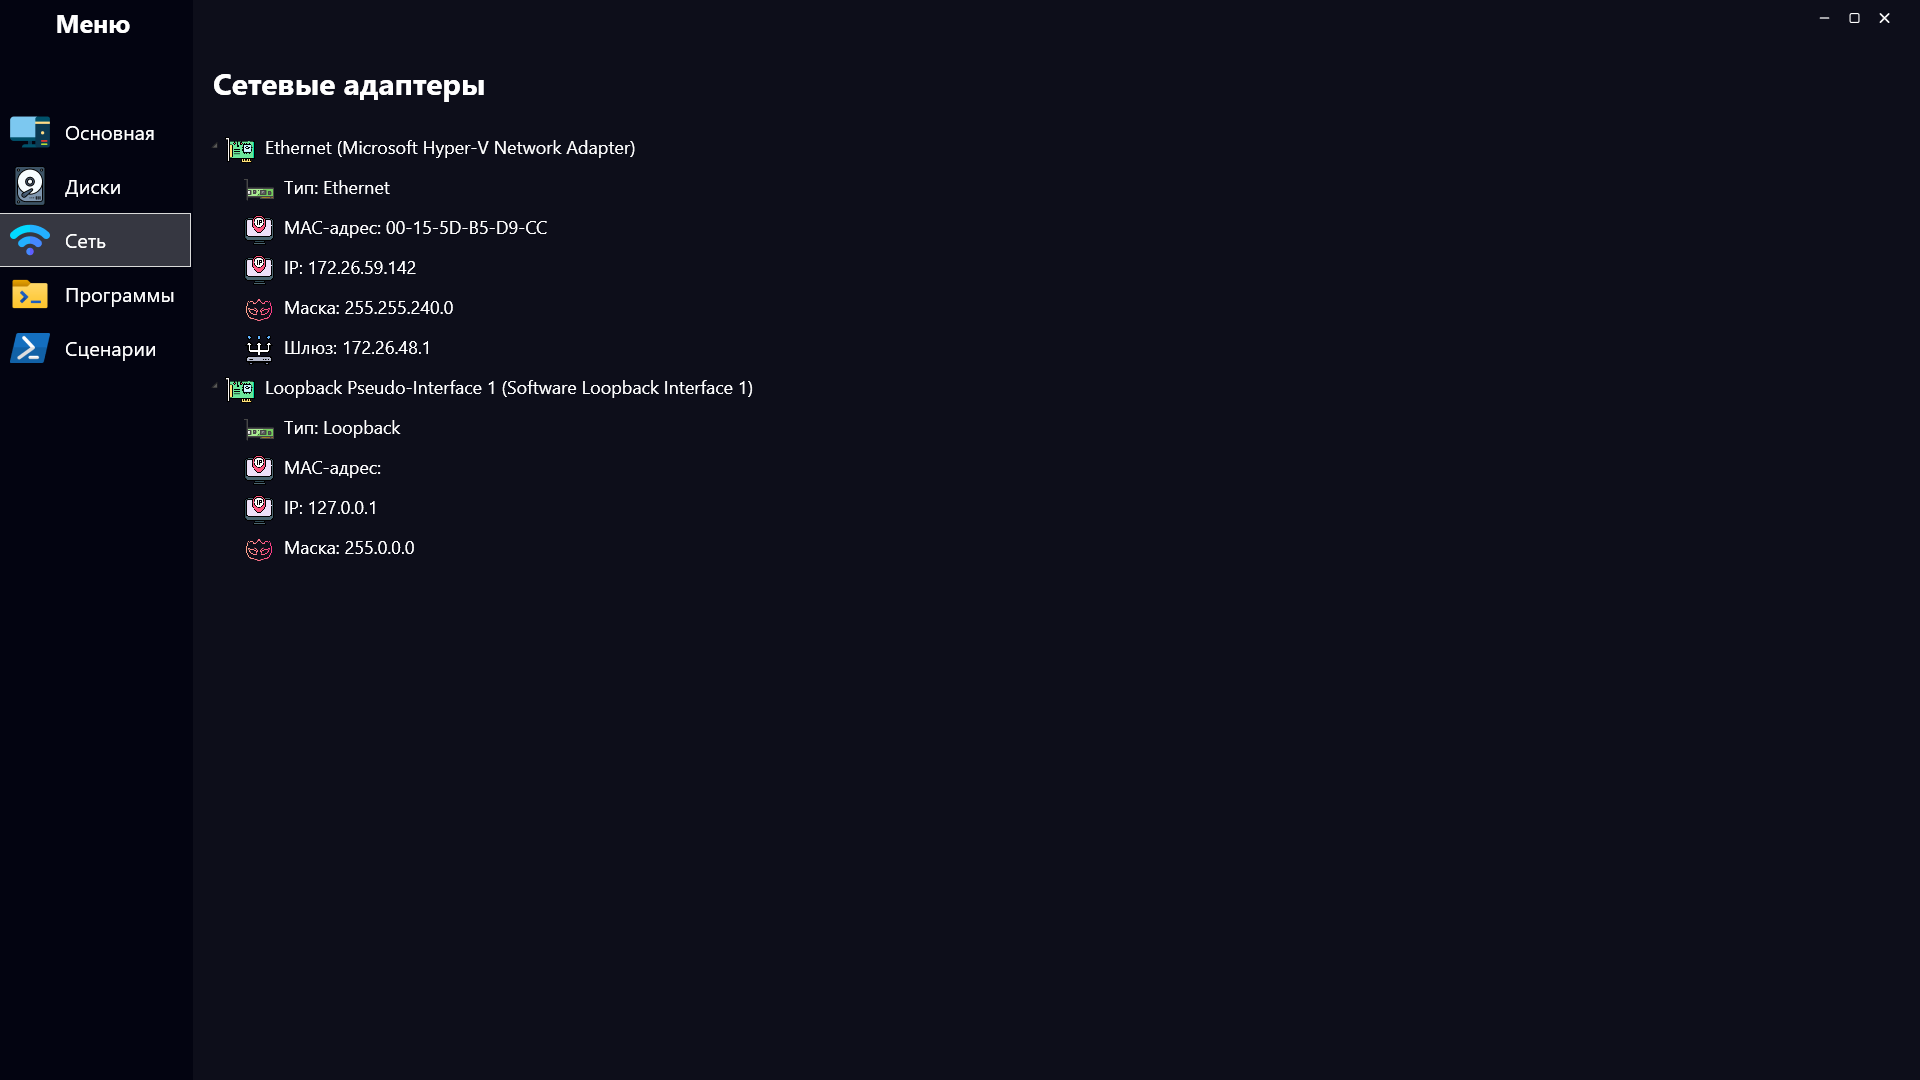 Меню
Основная
Диски
Сеть
Программы
Сценарии
Сетевые адаптеры
Ethernet (Microsoft Hyper-V Network Adapter)
Тип: Ethernet
MAC-адрес: 00-15-5D-B5-D9-CC
IP: 172.26.59.142
Маска: 255.255.240.0
Шлюз: 172.26.48.1
Loopback Pseudo-Interface 1 (Software Loopback Interface 1)
Тип: Loopback
MAC-адрес:
IP: 127.0.0.1
Маска: 255.0.0.0